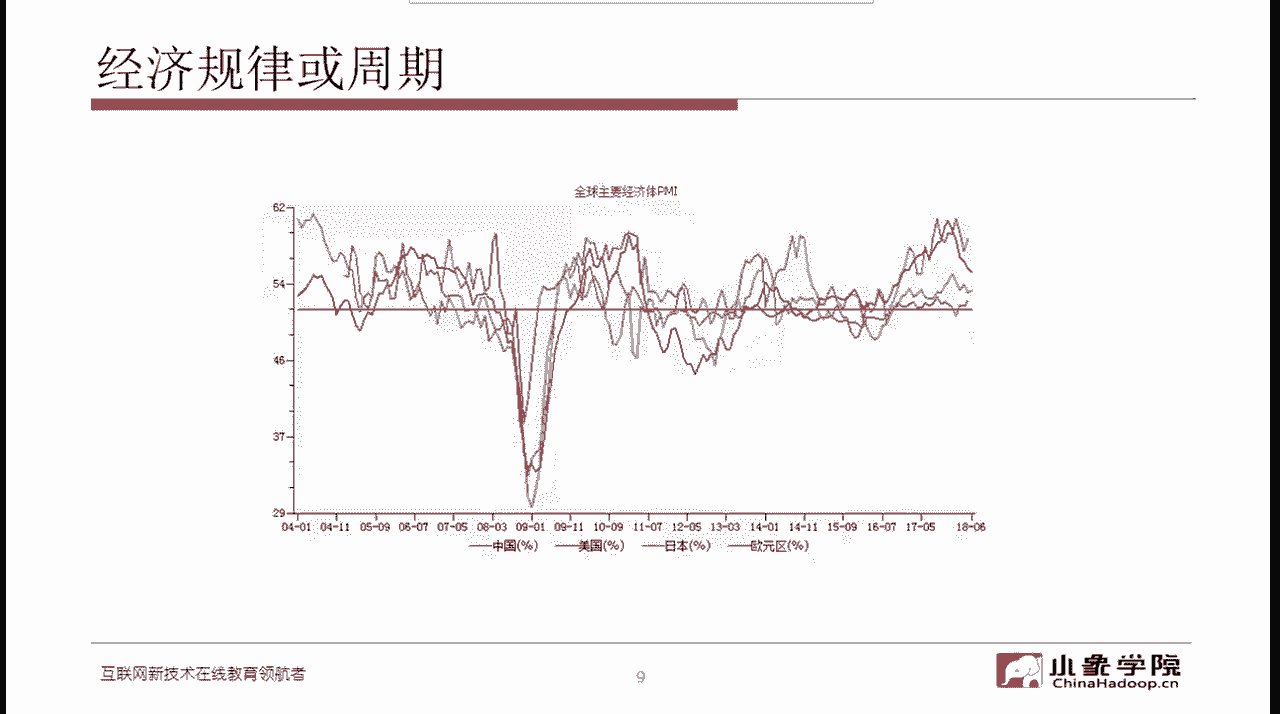 经济规律或周期
全球主要经济体PMI
62
54
46
37
29
04-01 04-11 05-09 06-07 07-05 08-03 09-01 09-11 10-09 11-07 12-05 13-03 14-01 14-11 15-09 16-07 17-05 18-06
中国(%) 美国(%) 日本(%) 欧元区(%)
互联网新技术在线教育领航者
9
小象学院
ChinaHadoop.cn